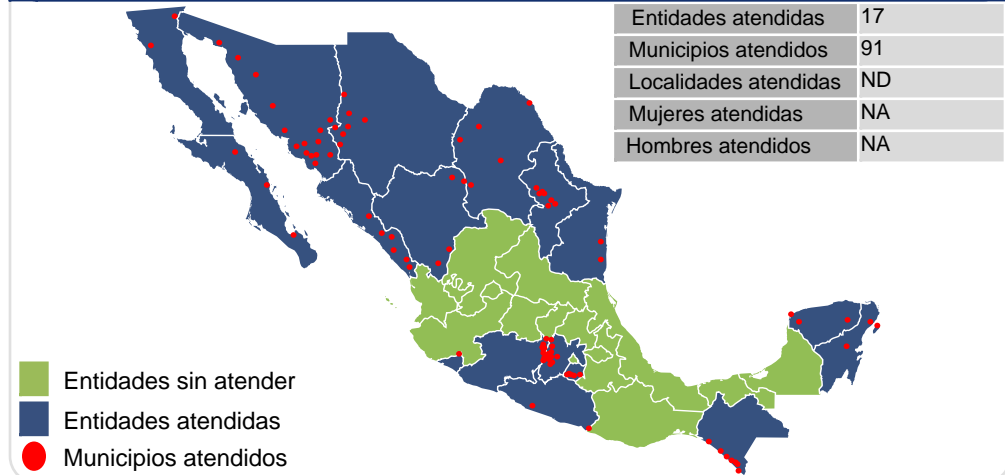 Entidades atendidas 17
Municipios atendidos 91
Localidades atendidas ND
Mujeres atendidas NA
Hombres atendidos NA
Entidades sin atender
Entidades atendidas
Municipios atendidos